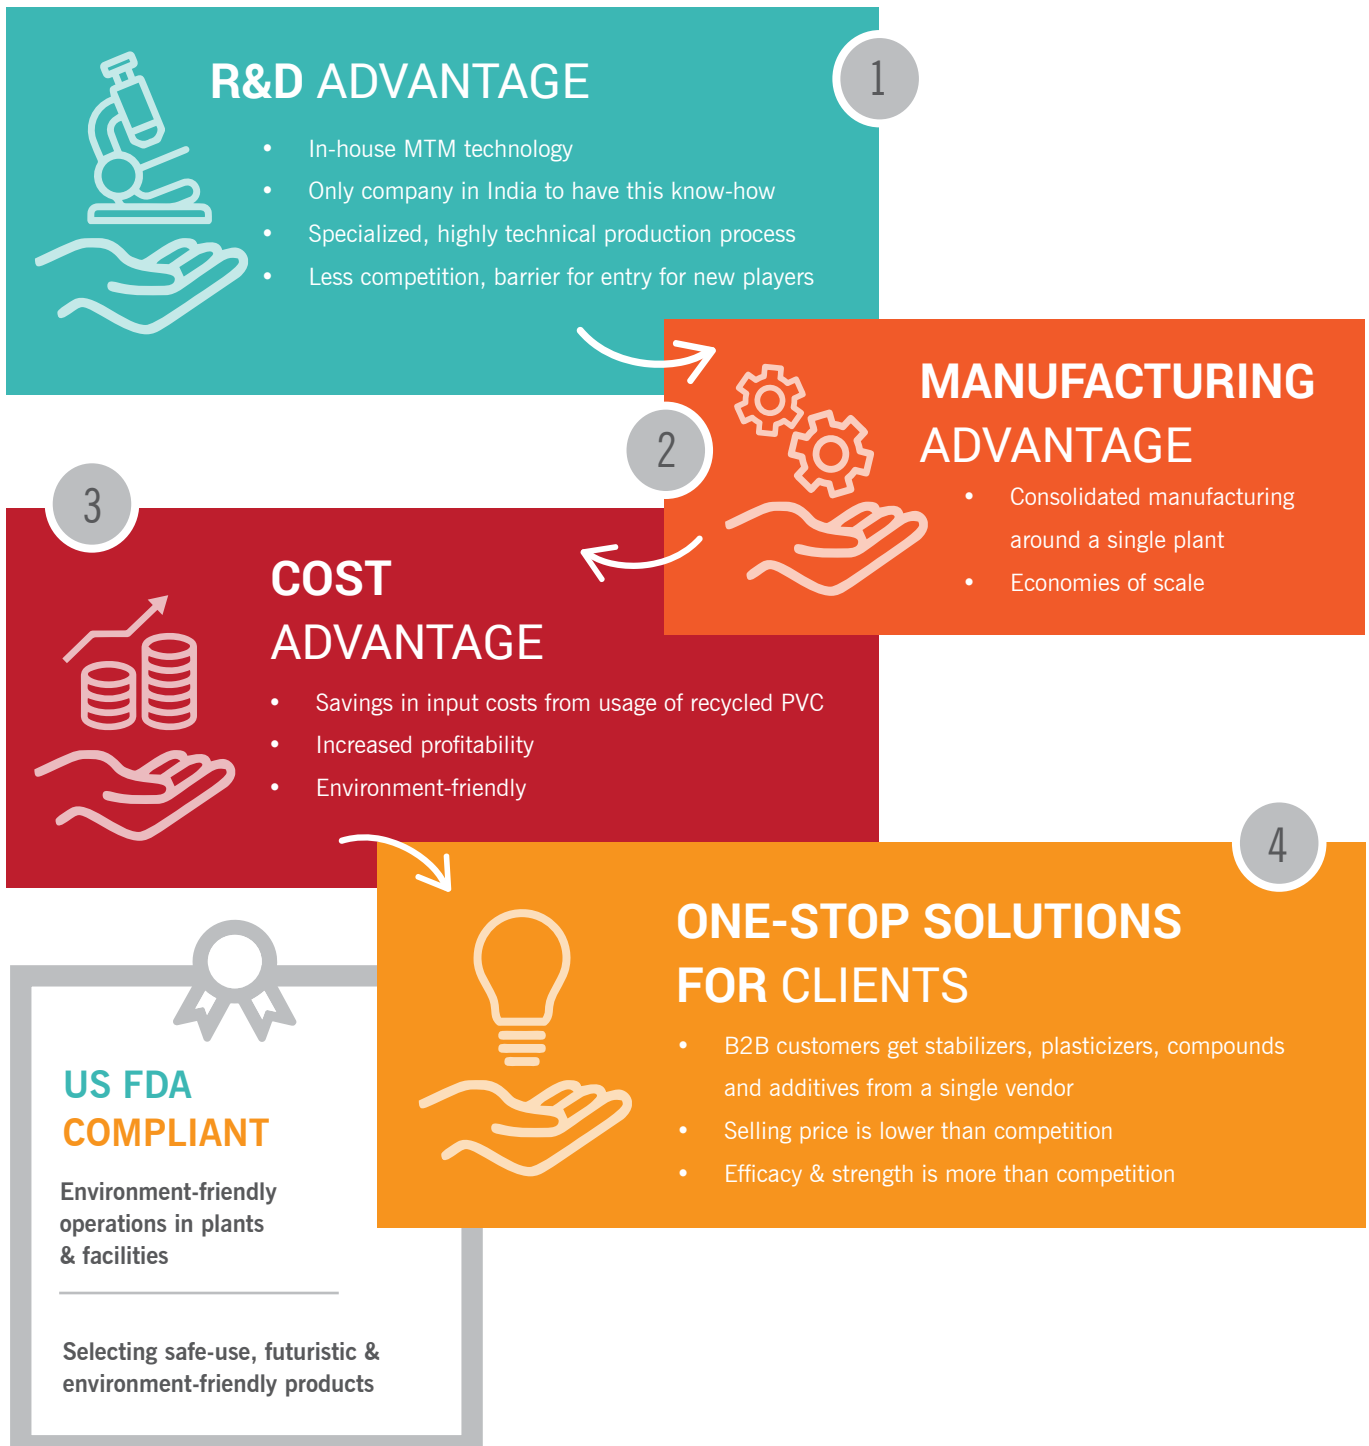 R&D ADVANTAGE
1
• In-house MTM technology
• Only company in India to have this know-how
• Specialized, highly technical production process
• Less competition, barrier for entry for new players
2
MANUFACTURING
ADVANTAGE
• Consolidated manufacturing
around a single plant
• Economies of scale
3
COST
ADVANTAGE
• Savings in input costs from usage of recycled PVC
• Increased profitability
• Environment-friendly
4
ONE-STOP SOLUTIONS
FOR CLIENTS
• B2B customers get stabilizers, plasticizers, compounds
and additives from a single vendor
• Selling price is lower than competition
• Efficacy & strength is more than competition
US FDA
COMPLIANT
Environment-friendly
operations in plants
& facilities
Selecting safe-use, futuristic &
environment-friendly products